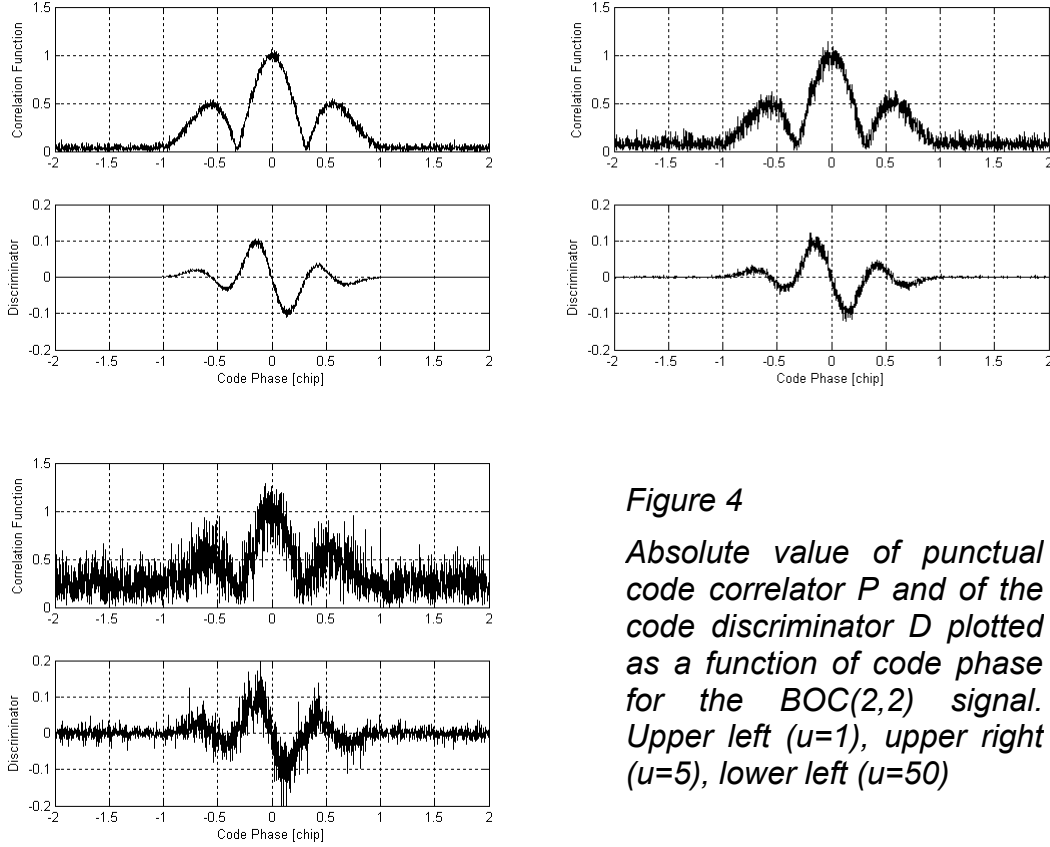 1.5
1
0.5
0
Correlation Function
-2 -1.5 -1 -0.5 0 0.5 1 1.5 2
0.2
0.1
0
-0.1
-0.2
Discriminator
-2 -1.5 -1 -0.5 0 0.5 1 1.5 2
Code Phase [chip]
1.5
1
0.5
0
Correlation Function
-2 -1.5 -1 -0.5 0 0.5 1 1.5 2
0.2
0.1
0
-0.1
-0.2
Discriminator
-2 -1.5 -1 -0.5 0 0.5 1 1.5 2
Code Phase [chip]
1.5
1
0.5
0
Correlation Function
-2 -1.5 -1 -0.5 0 0.5 1 1.5 2
0.2
0.1
0
-0.1
-0.2
Discriminator
-2 -1.5 -1 -0.5 0 0.5 1 1.5 2
Code Phase [chip]
Figure 4
Absolute value of punctual
code correlator P and of the
code discriminator D plotted
as a function of code phase
for the BOC(2,2) signal.
Upper left (u=1), upper right
(u=5), lower left (u=50)